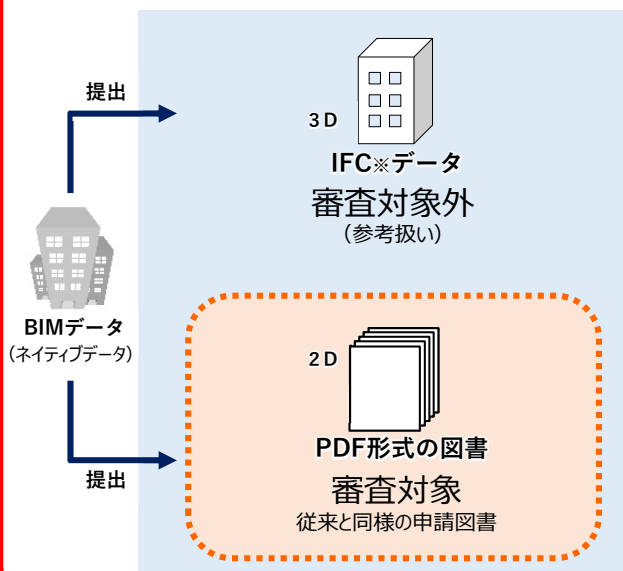 提出
3D
IFC※データ
審査対象外
(参考扱い)
BIMデータ
(ネイティブデータ)
2D
PDF形式の図書
審査対象
従来と同様の申請図書
提出